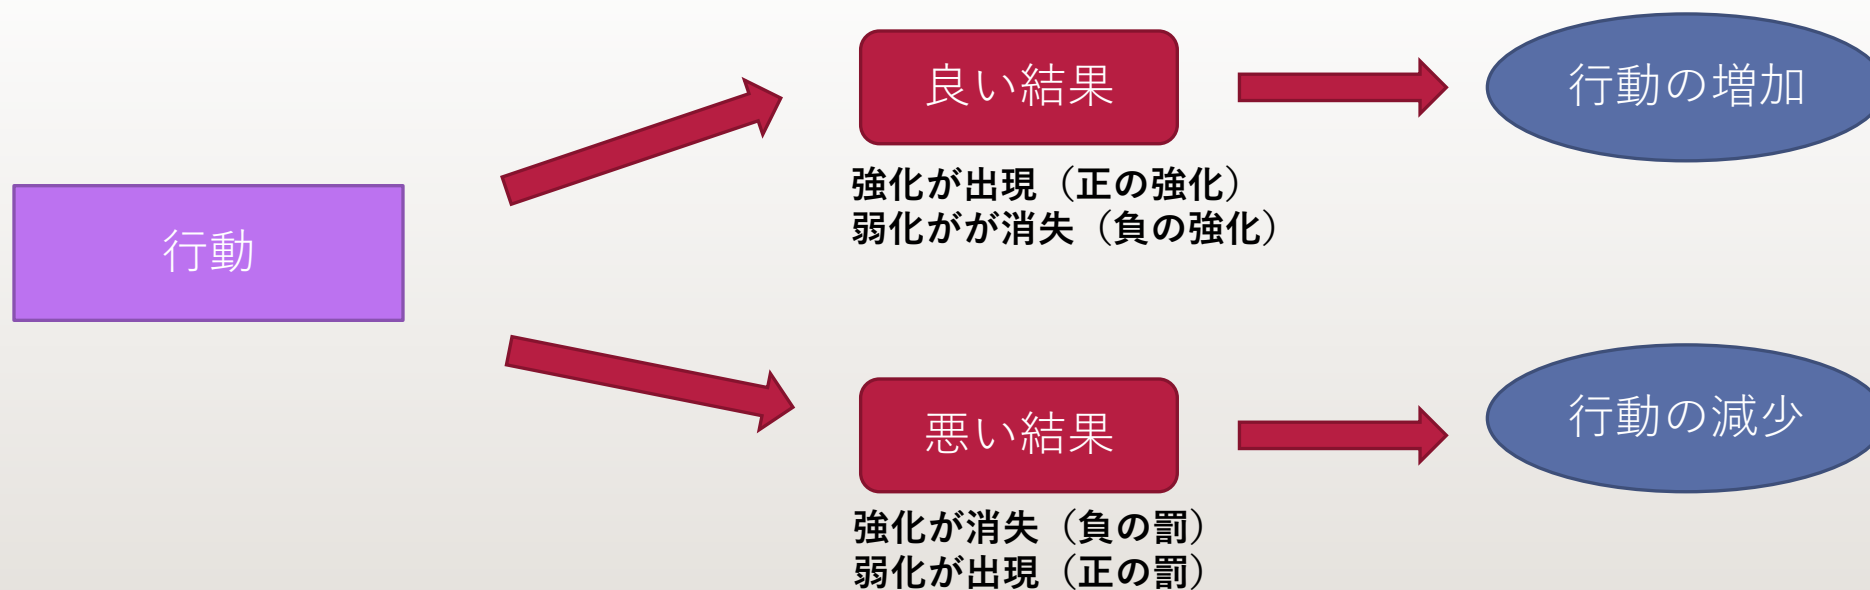 良い結果
行動の増加
強化が出現（正の強化）
弱化がが消失（負の強化）
行動
悪い結果
行動の減少
強化が消失（負の罰）
弱化が出現（正の罰）